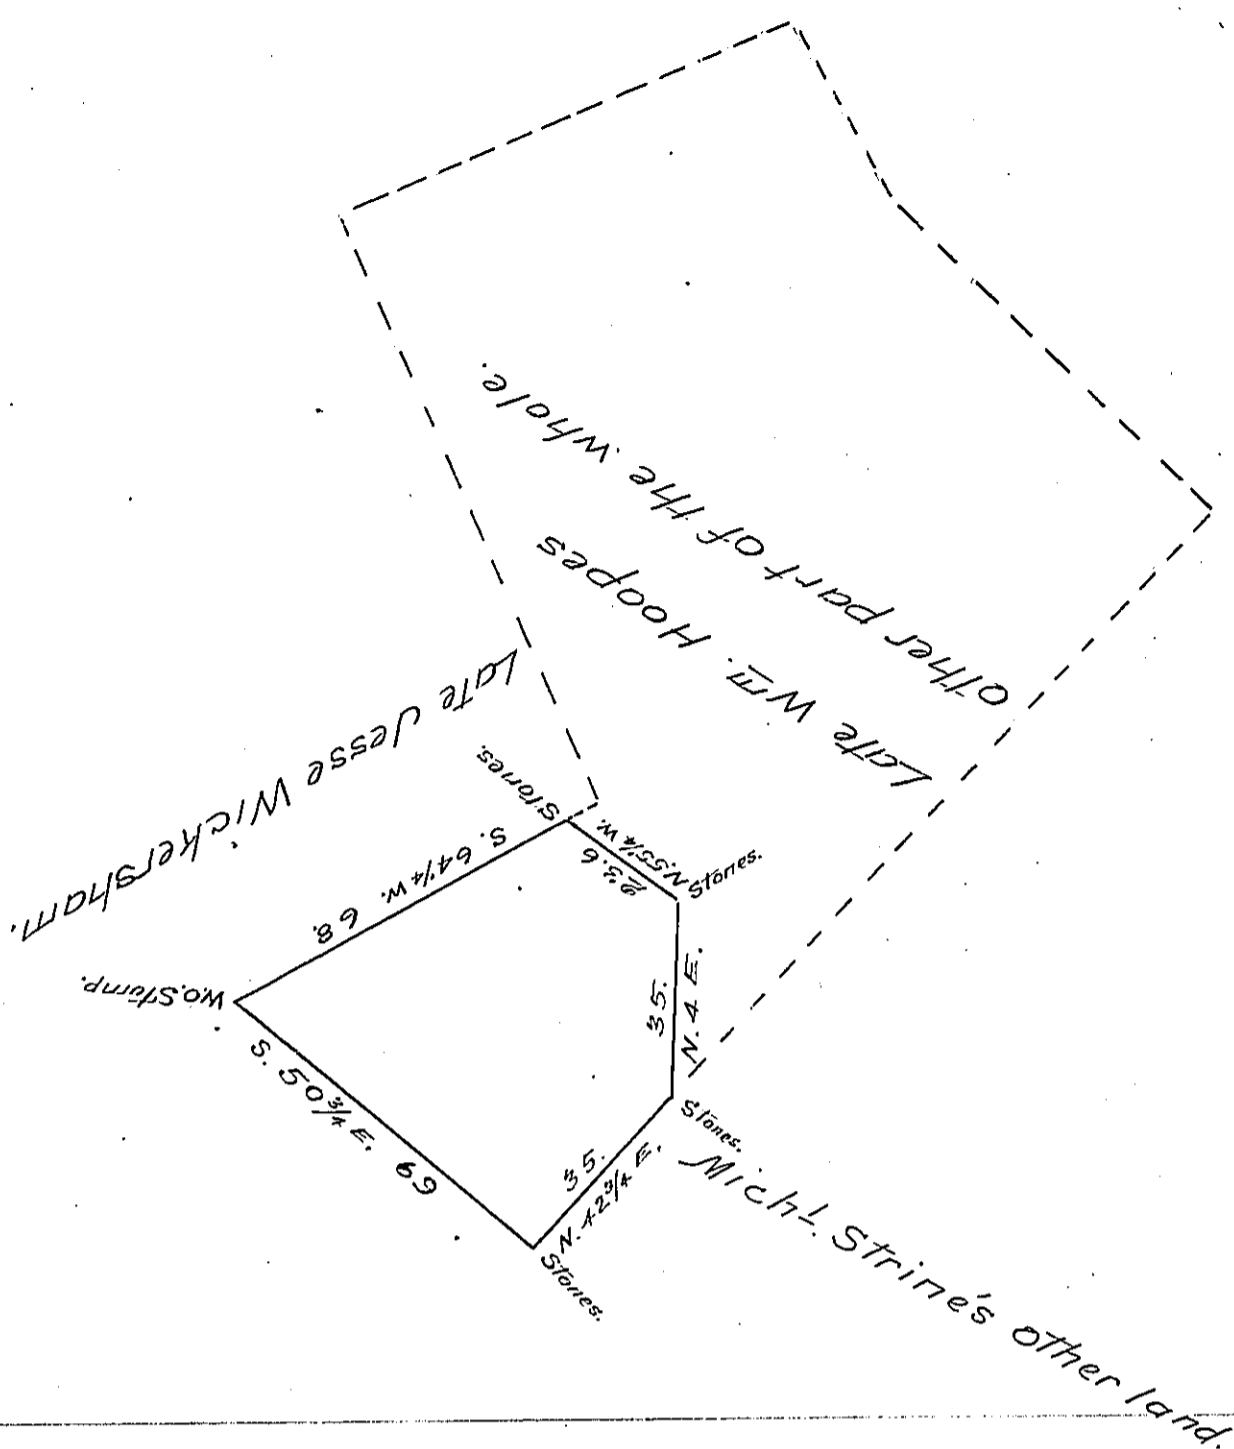 Late Wm. Hoopes
other part of the whole.
Late Jesse Wickersham.
Stones.
S. 64¼ W. 68.
N. 55¼ W.
23.6
Stones.
N. 4 E.
35.
W.O. Stump.
S. 50¾ E. 69
Stones.
35.
N. 42¾ E.
Stones.
Michl. Strine's other land.